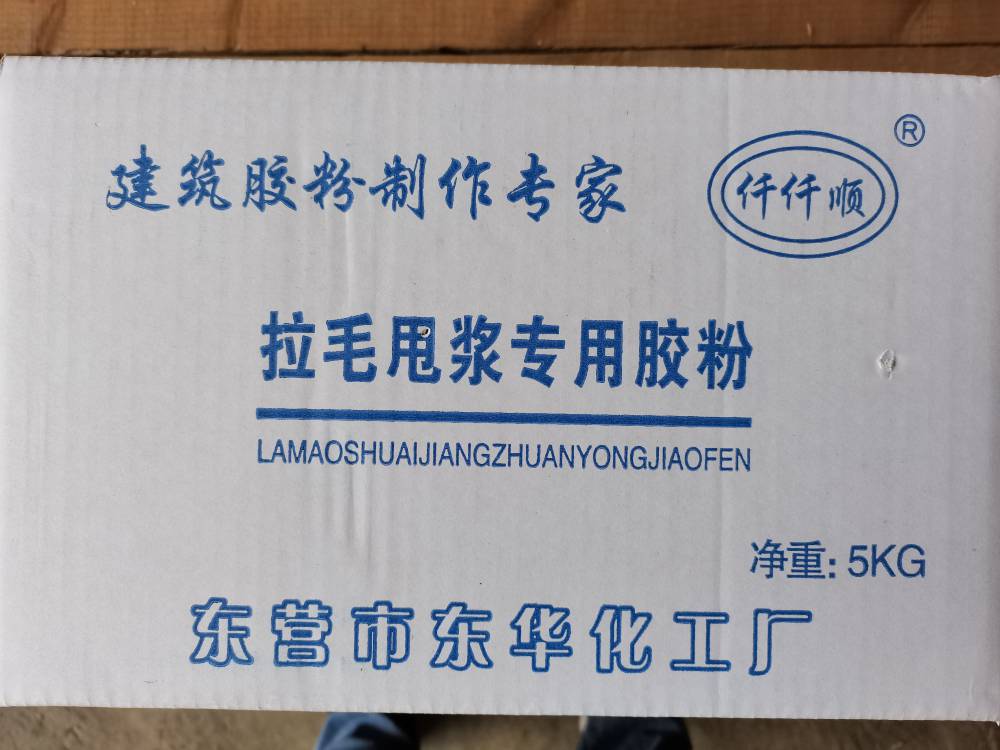 建筑胶粉制作专家
仟仟顺
®
拉毛甩浆专用胶粉
LAMAOSHUAIJIANGZHUANYONGJIAOFEN
净重: 5KG
东营市东华化工厂